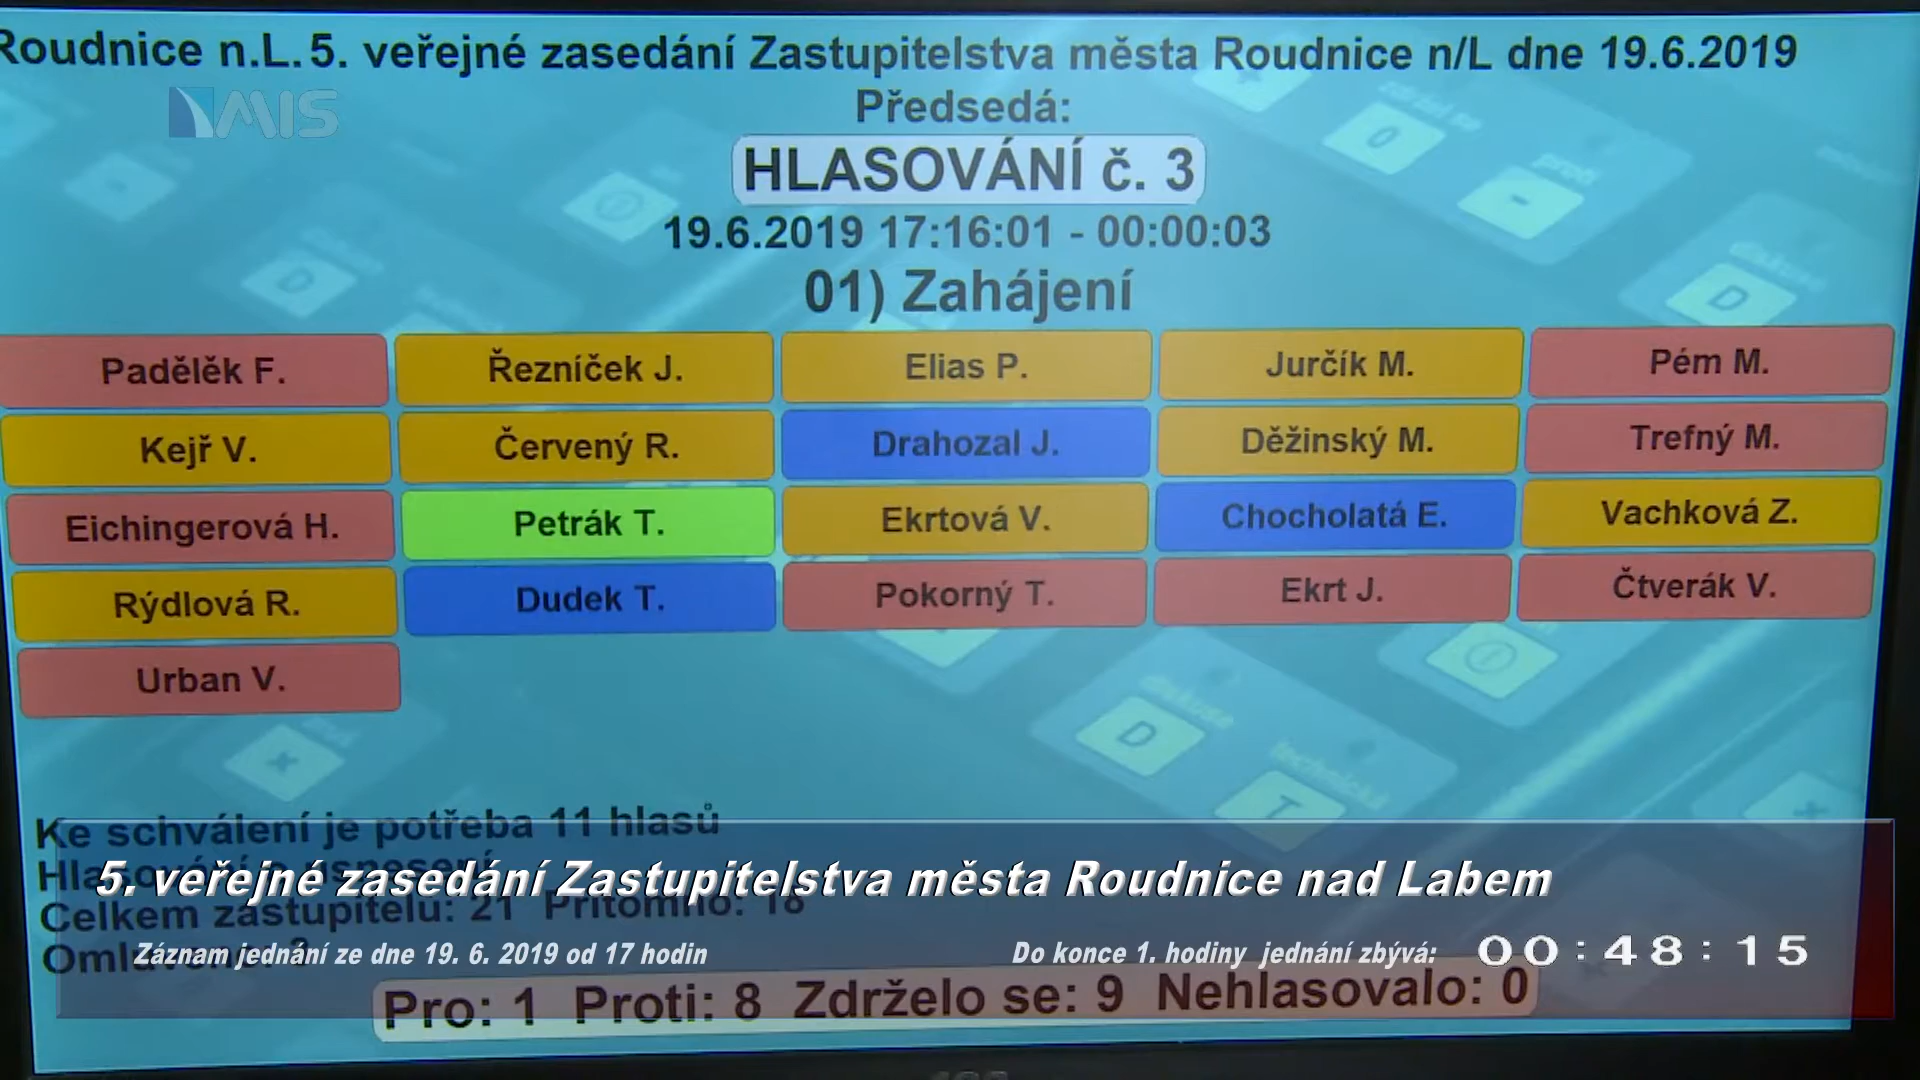 Roudnice n.L. 5. veřejné zasedání Zastupitelstva města Roudnice n/L dne 19.6.2019
MIS
Předsedá:
HLASOVÁNÍ č. 3
19.6.2019 17:16:01 - 00:00:03
01) Zahájení
Padělěk F. Řezníček J. Elias P. Jurčík M. Pém M.
Kejř V. Červený R. Drahozal J. Děžinský M. Trefný M.
Eichingerová H. Petrák T. Ekrtová V. Chocholatá E. Vachková Z.
Rýdlová R. Dudek T. Pokorný T. Ekrt J. Čtverák V.
Urban V.
Ke schválení je potřeba 11 hlasů
5. veřejné zasedání Zastupitelstva města Roudnice nad Labem
Celkem zastupitelů: 21 Přítomno: 18
Záznam jednání ze dne 19. 6. 2019 od 17 hodin
Do konce 1. hodiny jednání zbývá: 00:48:15
Pro: 1 Proti: 8 Zdrželo se: 9 Nehlasovalo: 0